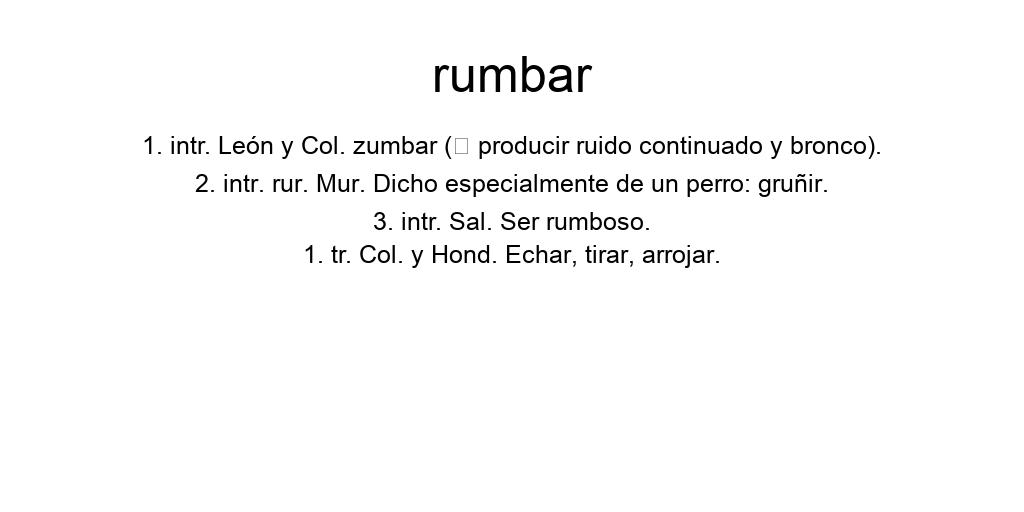 rumbar
1. intr. León y Col. zumbar (□ producir ruido continuado y bronco).
2. intr. rur. Mur. Dicho especialmente de un perro: gruñir.
3. intr. Sal. Ser rumboso.
1. tr. Col. y Hond. Echar, tirar, arrojar.